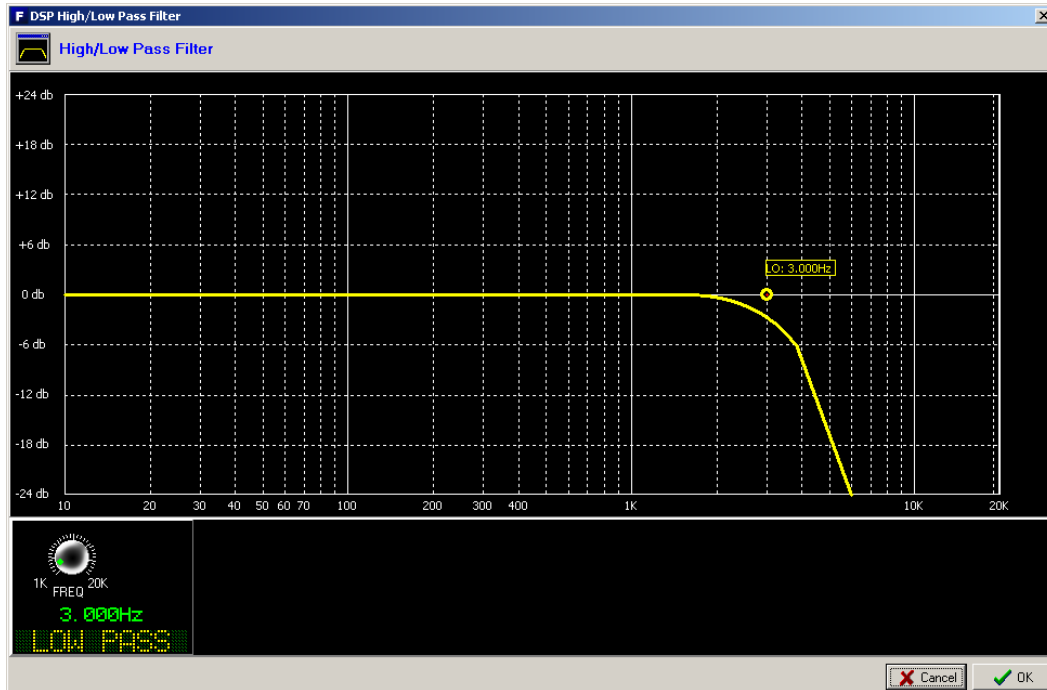 F DSP High/Low Pass Filter
High/Low Pass Filter
+24 db
+18 db
+12 db
+6 db
LO: 3.000Hz
0 db
-6 db
-12 db
-18 db
-24 db
10 20 30 40 50 60 70 100 200 300 400 1K 10K 20K
1K FREQ 20K
3.000Hz
LOW PASS
Cancel OK